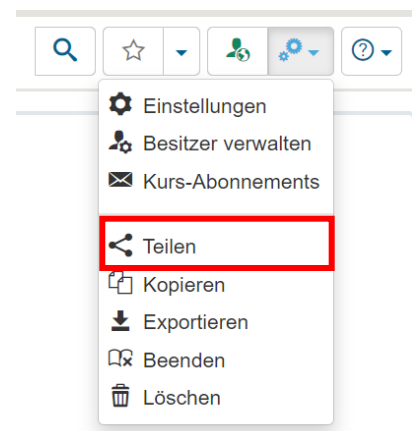 Einstellungen
Besitzer verwalten
Kurs-Abonnements
Teilen
Kopieren
Exportieren
Beenden
Löschen